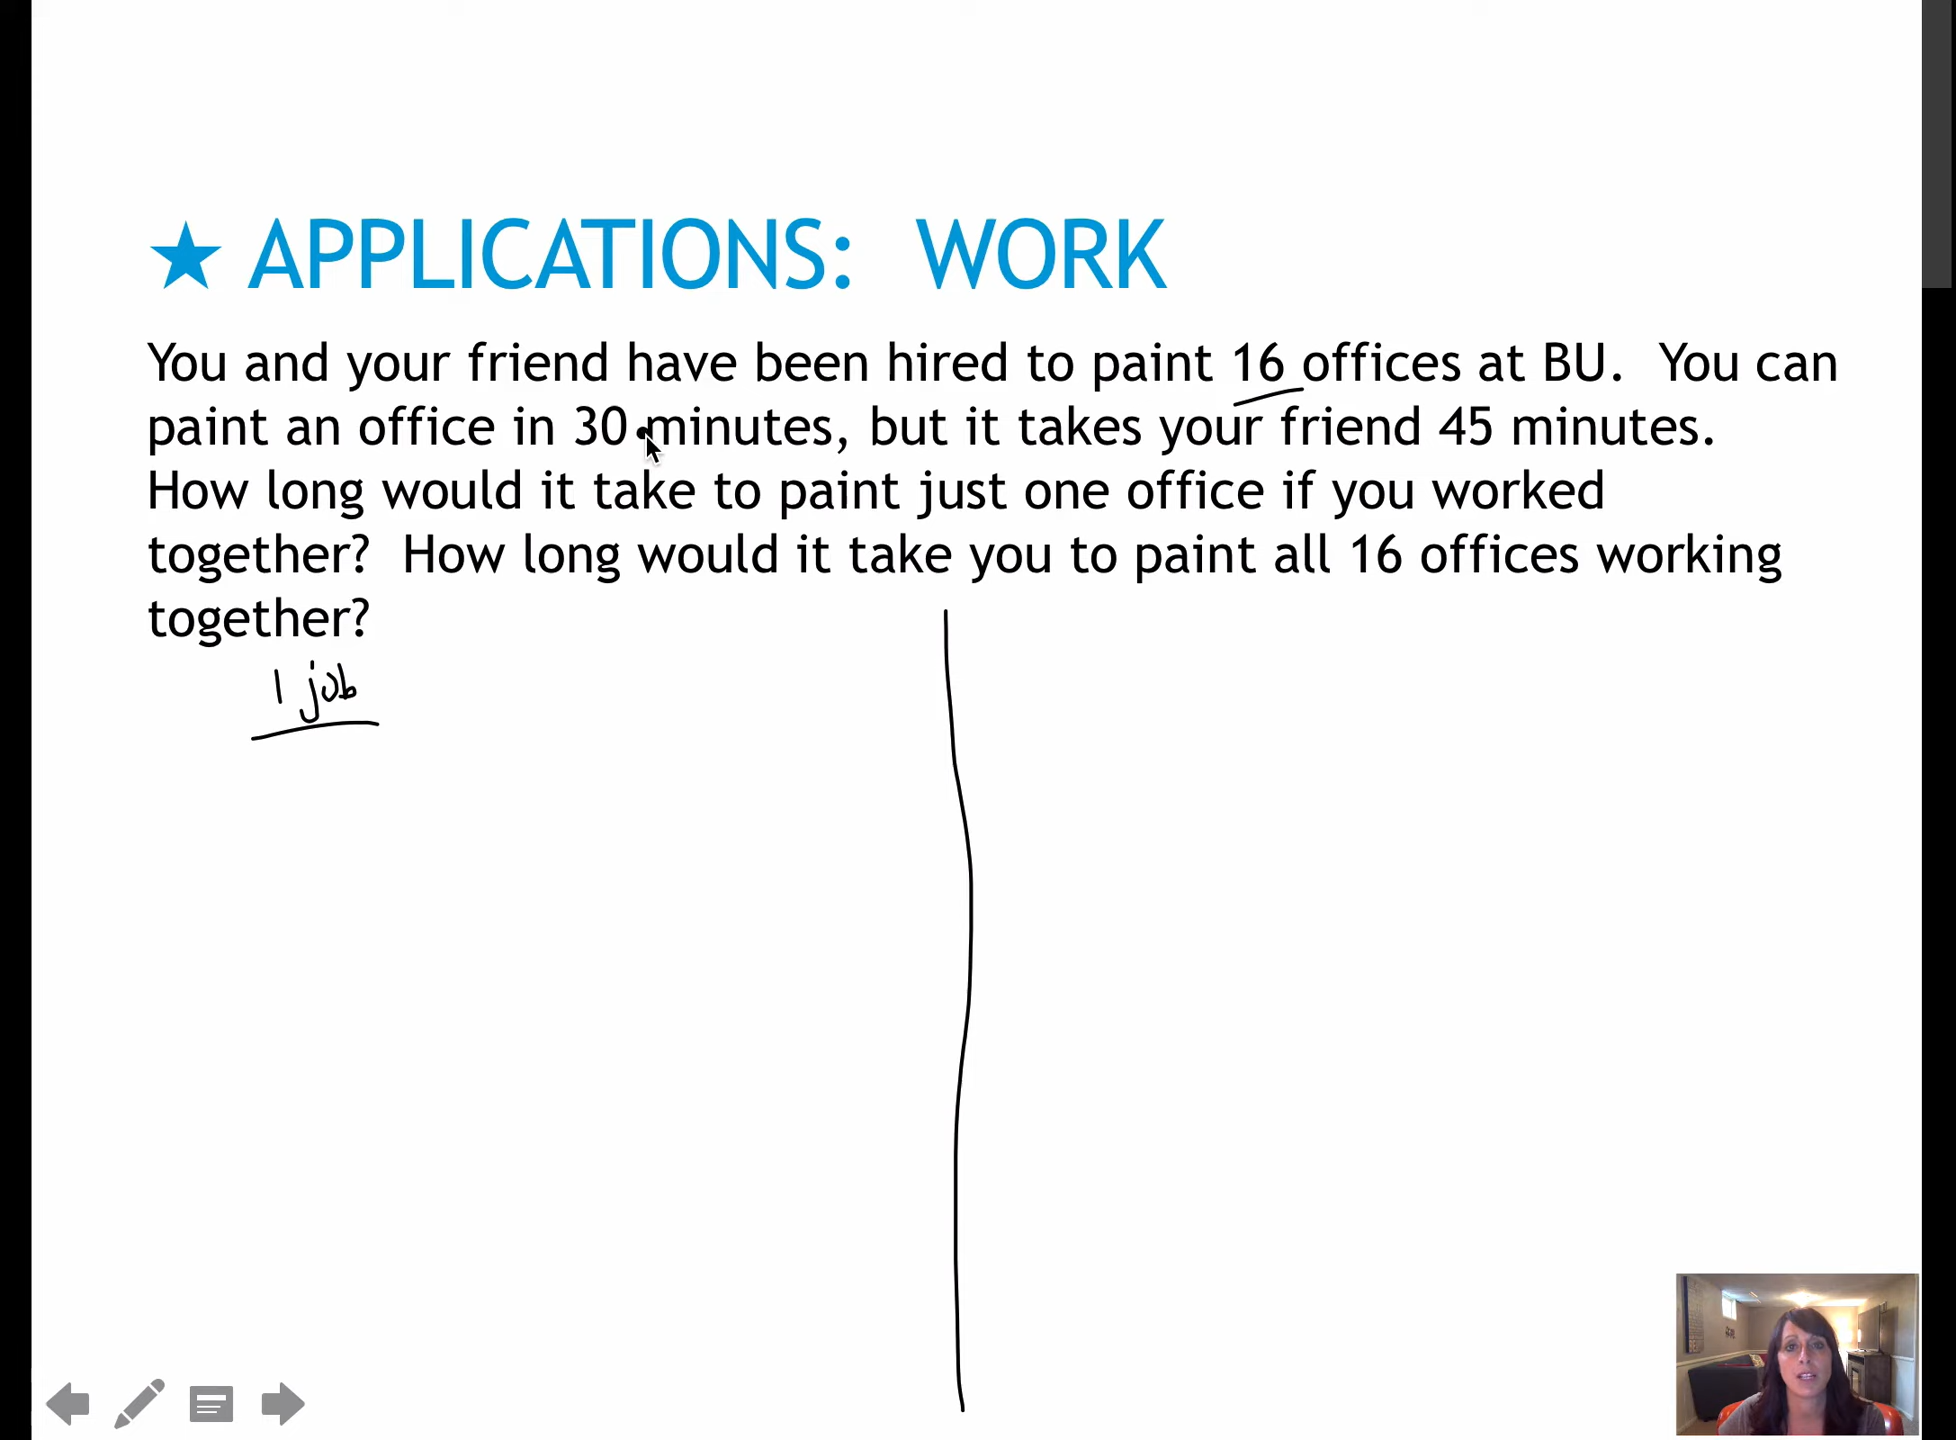 ★ APPLICATIONS: WORK
You and your friend have been hired to paint 16 offices at BU. You can
paint an office in 30 minutes, but it takes your friend 45 minutes.
How long would it take to paint just one office if you worked
together? How long would it take you to paint all 16 offices working
together?
1 job